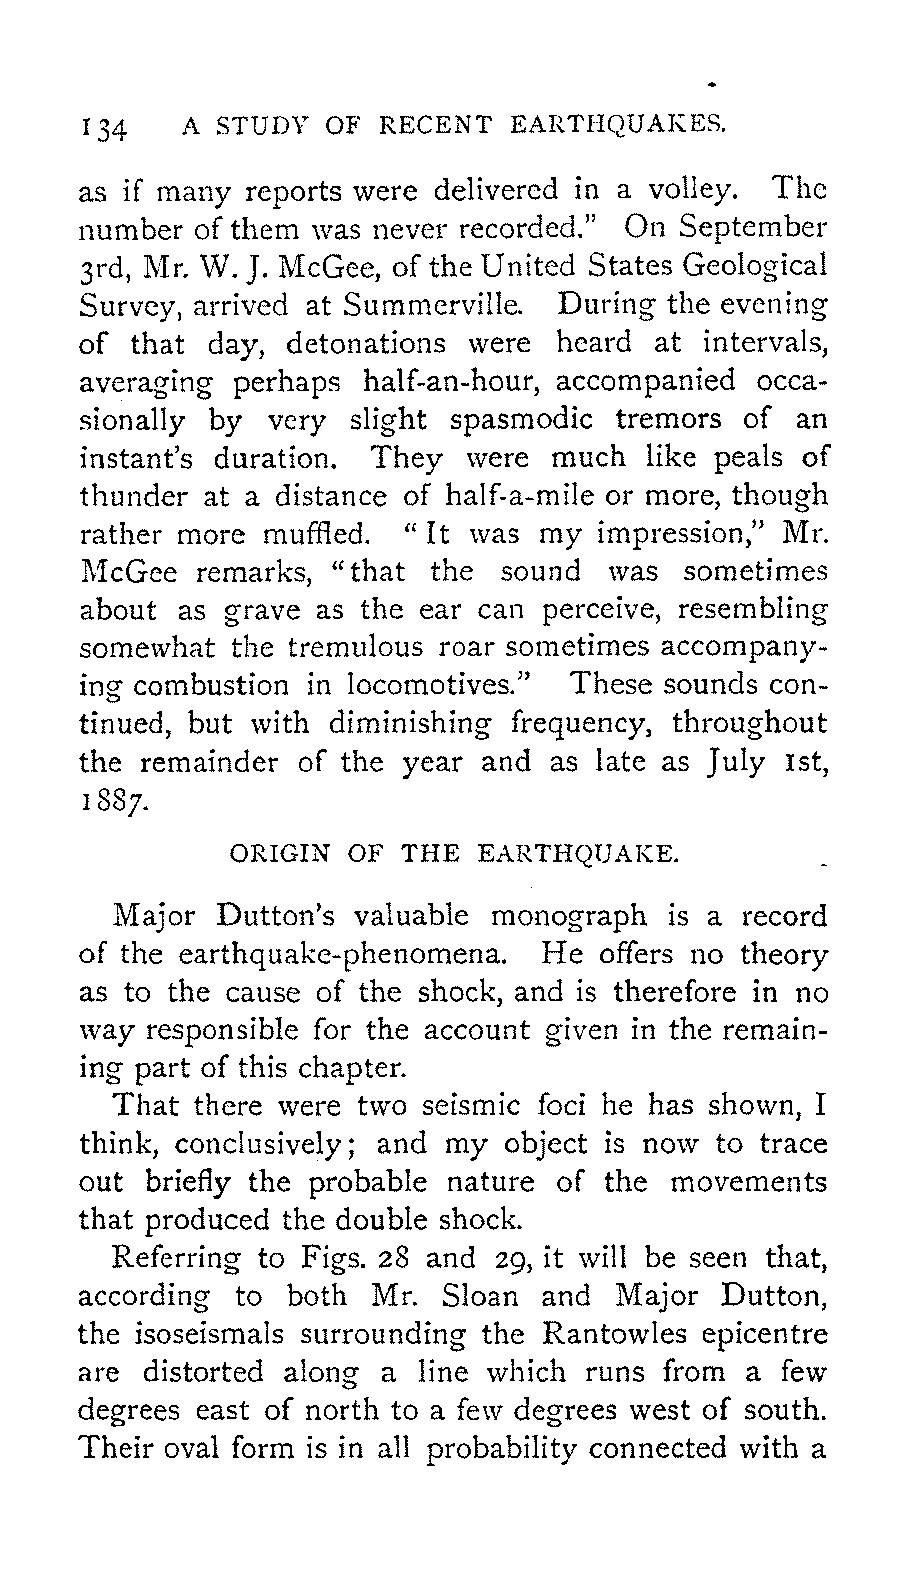 134 A STUDY OF RECENT EARTHQUAKES.
as if many reports were delivered in a volley. The
number of them was never recorded.” On September
3rd, Mr. W. J. McGee, of the United States Geological
Survey, arrived at Summerville. During the evening
of that day, detonations were heard at intervals,
averaging perhaps half-an-hour, accompanied occa-
sionally by very slight spasmodic tremors of an
instant’s duration. They were much like peals of
thunder at a distance of half-a-mile or more, though
rather more muffled. “ It was my impression,” Mr.
McGee remarks, “that the sound was sometimes
about as grave as the ear can perceive, resembling
somewhat the tremulous roar sometimes accompany-
ing combustion in locomotives.” These sounds con-
tinued, but with diminishing frequency, throughout
the remainder of the year and as late as July 1st,
1887.
ORIGIN OF THE EARTHQUAKE.
Major Dutton’s valuable monograph is a record
of the earthquake-phenomena. He offers no theory
as to the cause of the shock, and is therefore in no
way responsible for the account given in the remain-
ing part of this chapter.
That there were two seismic foci he has shown, I
think, conclusively; and my object is now to trace
out briefly the probable nature of the movements
that produced the double shock.
Referring to Figs. 28 and 29, it will be seen that,
according to both Mr. Sloan and Major Dutton,
the isoseismals surrounding the Rantowles epicentre
are distorted along a line which runs from a few
degrees east of north to a few degrees west of south.
Their oval form is in all probability connected with a